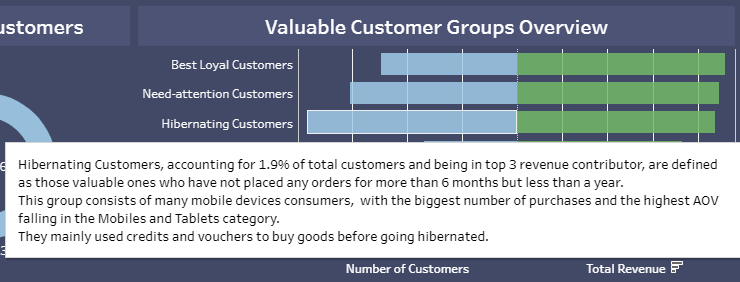 ustomers
Valuable Customer Groups Overview
Best Loyal Customers
Need-attention Customers
Hibernating Customers
Hibernating Customers, accounting for 1.9% of total customers and being in top 3 revenue contributor, are defined
as those valuable ones who have not placed any orders for more than 6 months but less than a year.
This group consists of many mobile devices consumers, with the biggest number of purchases and the highest AOV
falling in the Mobiles and Tablets category.
They mainly used credits and vouchers to buy goods before going hibernated.
Number of Customers
Total Revenue